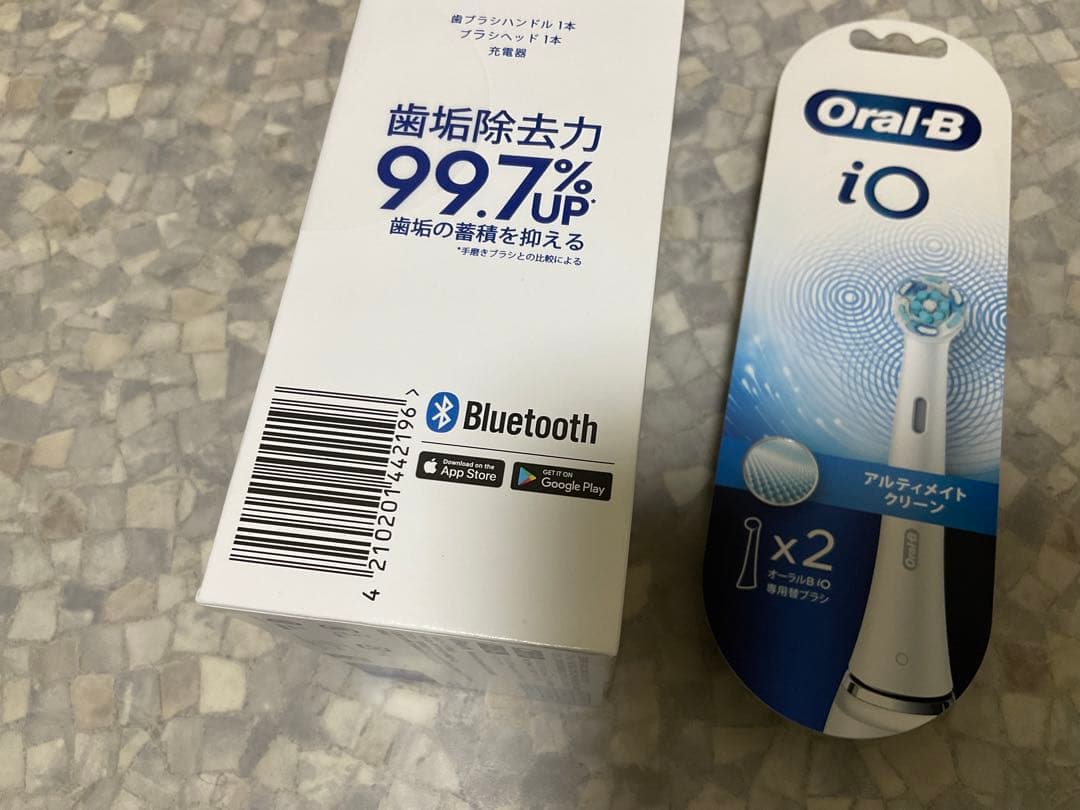 歯ブラシハンドル 1本
ブラシヘッド 1本
充電器
歯垢除去力
99.7%
UP*
歯垢の蓄積を抑える
*手磨きブラシとの比較による
Bluetooth
Download on the
App Store
GET IT ON
Google Play
4 210201 442196 >
Oral-B
iO
アルティメイト
クリーン
x2
オーラルB iO
専用替ブラシ
Oral-B